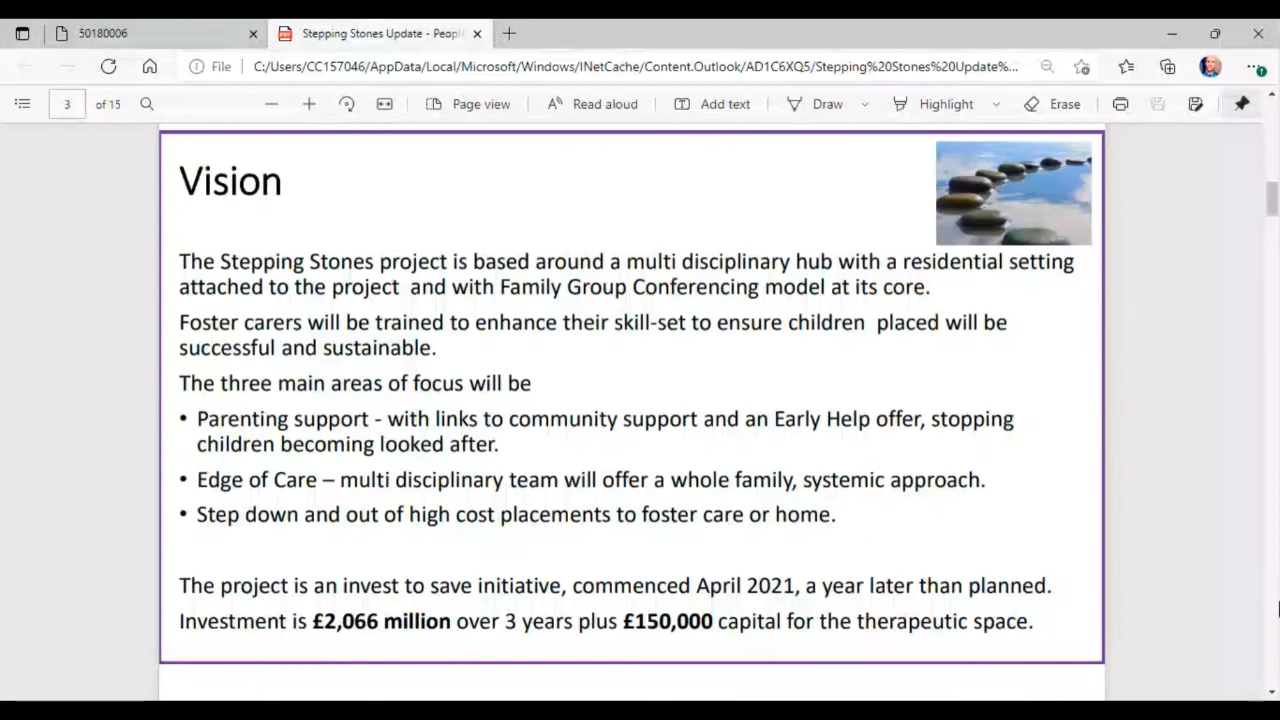 50180006
Stepping Stones Update - Peopl
File
C:/Users/CC157046/AppData/Local/Microsoft/Windows/INetCache/Content.Outlook/AD1C6XQ5/Stepping%20Stones%20Update%...
3 of 15
Page view
Read aloud
Add text
Draw
Highlight
Erase
Vision
The Stepping Stones project is based around a multi disciplinary hub with a residential setting
attached to the project and with Family Group Conferencing model at its core.
Foster carers will be trained to enhance their skill-set to ensure children placed will be
successful and sustainable.
The three main areas of focus will be
• Parenting support - with links to community support and an Early Help offer, stopping
children becoming looked after.
• Edge of Care – multi disciplinary team will offer a whole family, systemic approach.
• Step down and out of high cost placements to foster care or home.
The project is an invest to save initiative, commenced April 2021, a year later than planned.
Investment is £2,066 million over 3 years plus £150,000 capital for the therapeutic space.